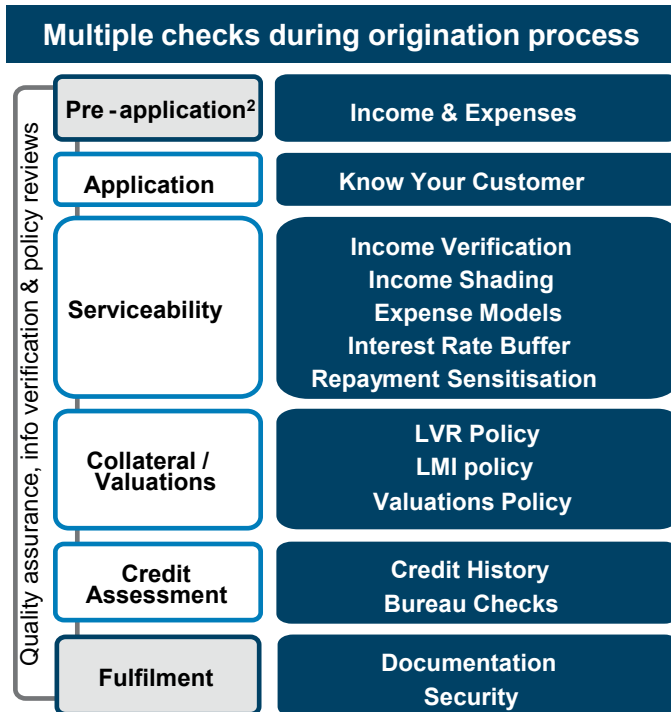 Multiple checks during origination process
Quality assurance, info verification & policy reviews
Pre - application²
Income & Expenses
Application
Know Your Customer
Serviceability
Income Verification
Income Shading
Expense Models
Interest Rate Buffer
Repayment Sensitisation
Collateral /
Valuations
LVR Policy
LMI policy
Valuations Policy
Credit
Assessment
Credit History
Bureau Checks
Fulfilment
Documentation
Security